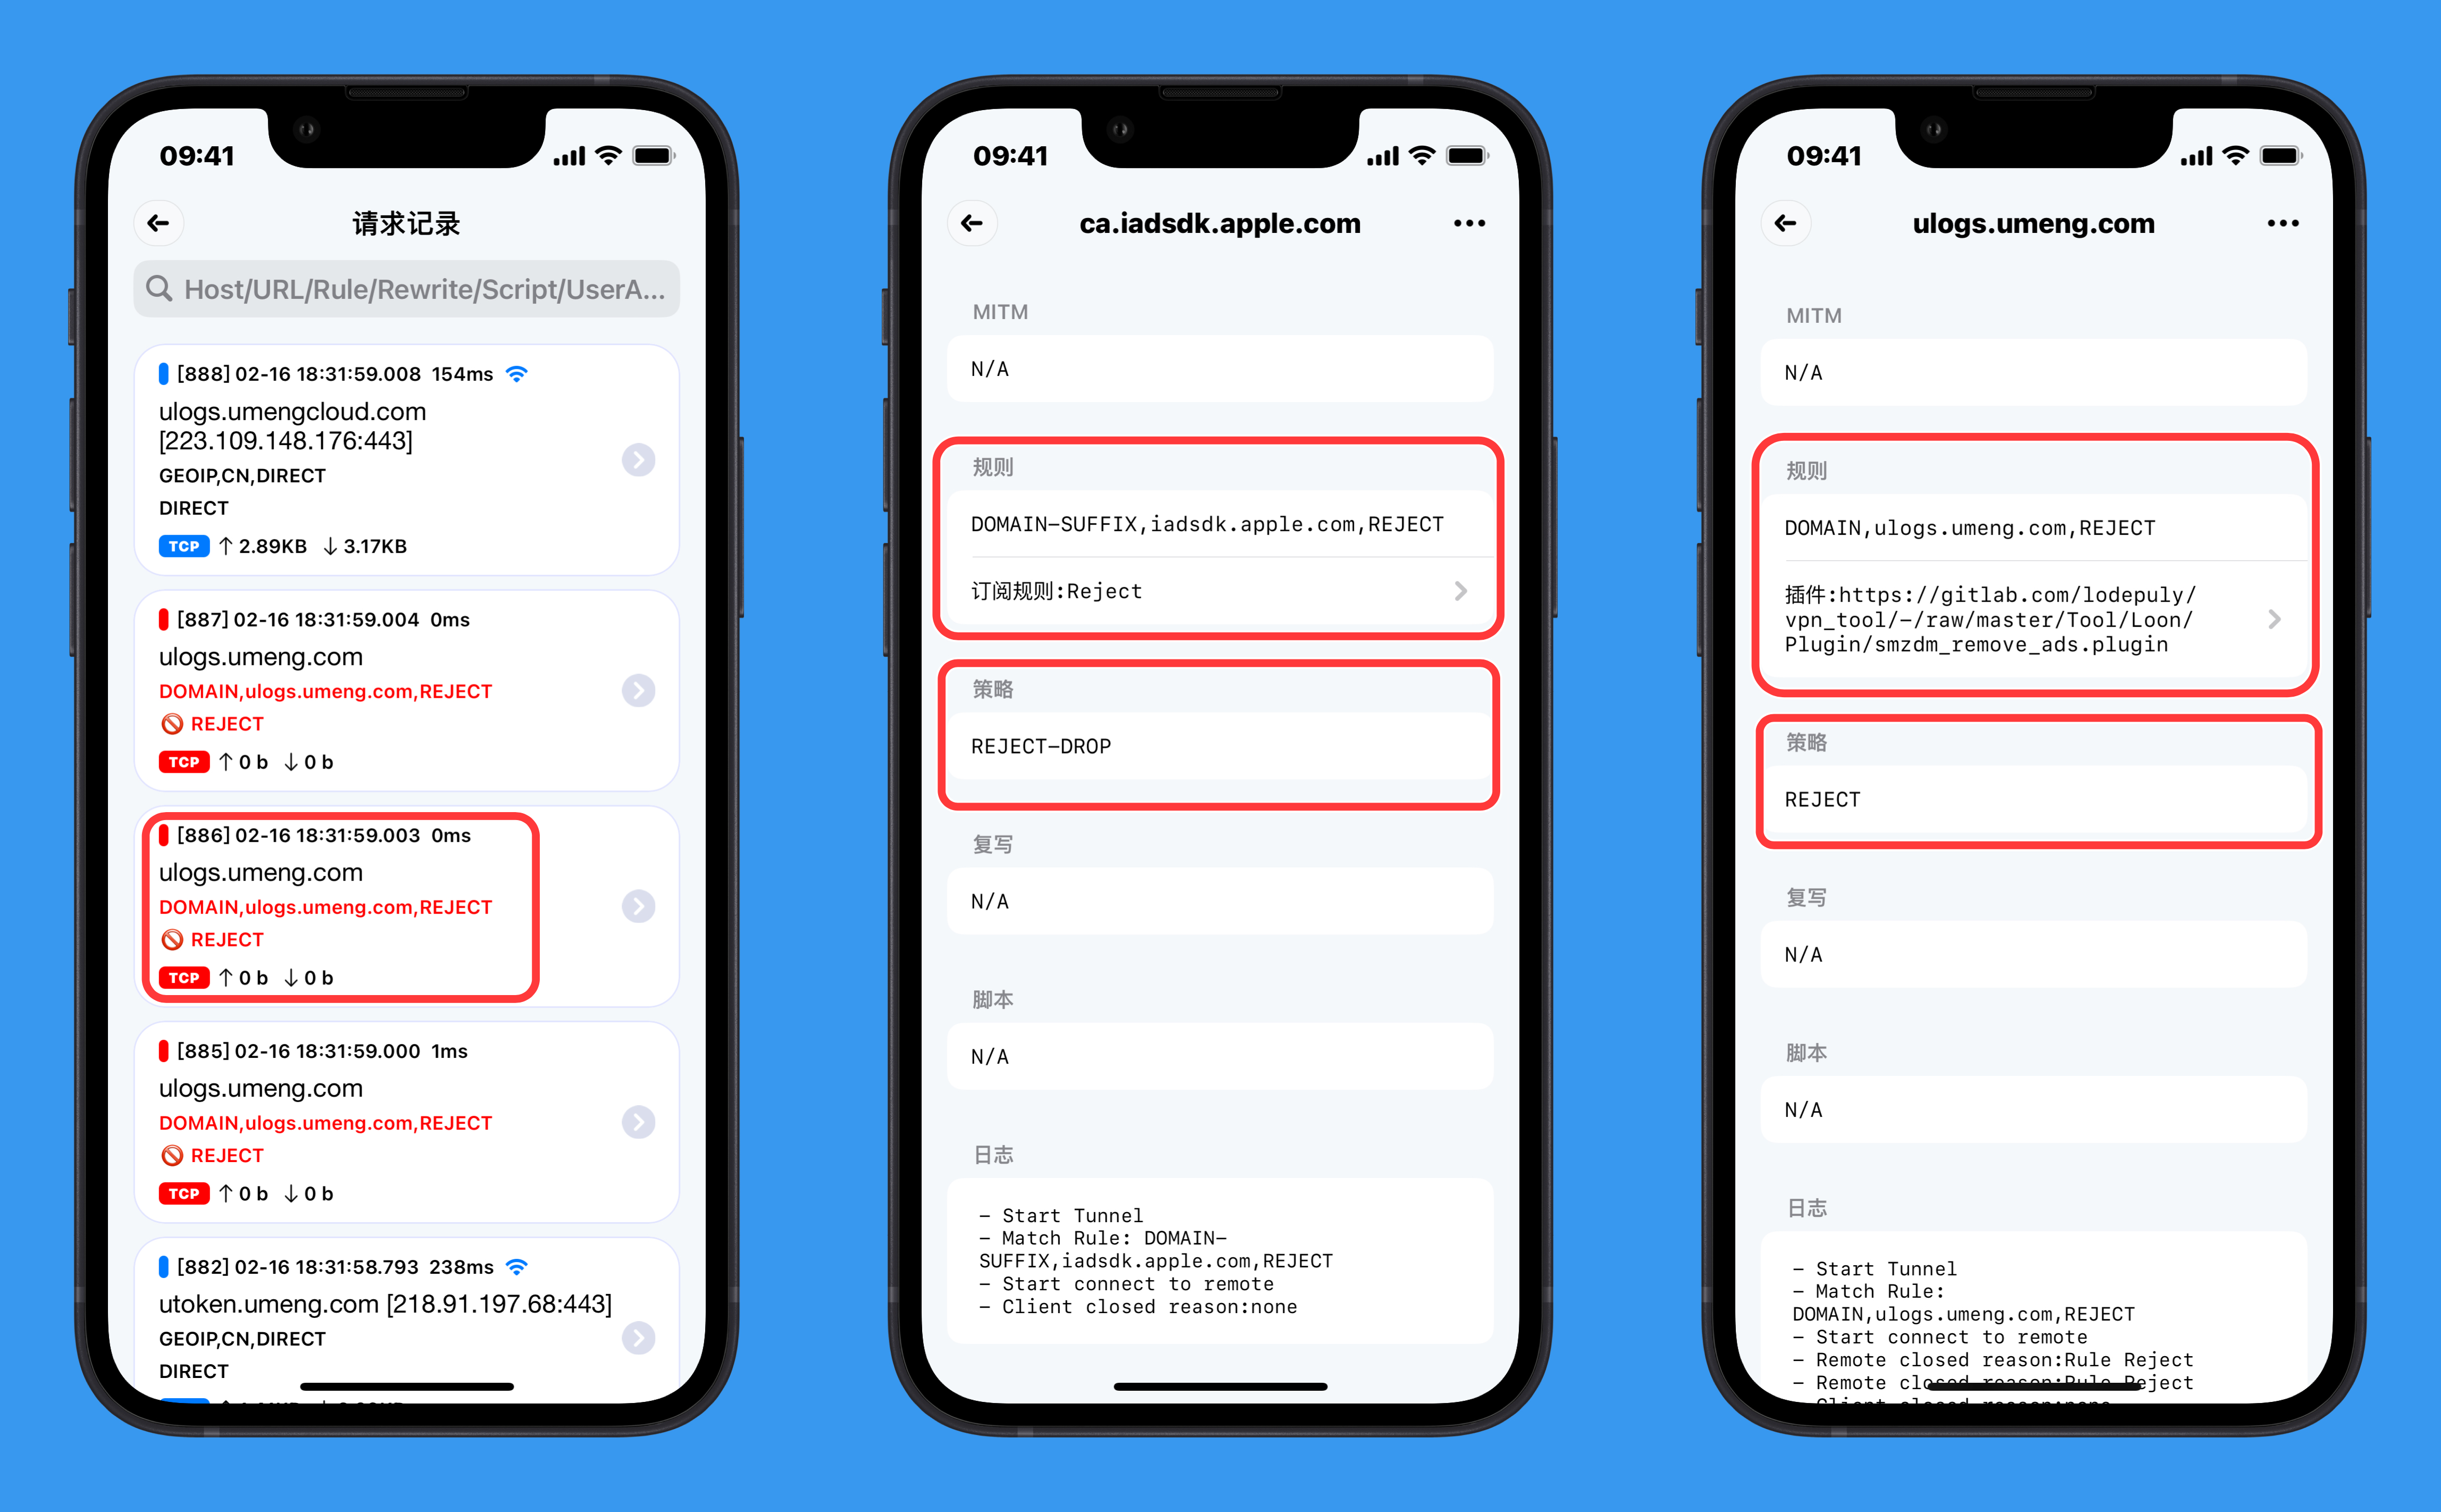 09:41
请求记录
Host/URL/Rule/Rewrite/Script/UserA...
[888] 02-16 18:31:59.008 154ms
ulogs.umengcloud.com
[223.109.148.176:443]
GEOIP,CN,DIRECT
DIRECT
TCP ↑ 2.89KB ↓ 3.17KB
[887] 02-16 18:31:59.004 0ms
ulogs.umeng.com
DOMAIN,ulogs.umeng.com,REJECT
🚫 REJECT
TCP ↑ 0 b ↓ 0 b
[886] 02-16 18:31:59.003 0ms
ulogs.umeng.com
DOMAIN,ulogs.umeng.com,REJECT
🚫 REJECT
TCP ↑ 0 b ↓ 0 b
[885] 02-16 18:31:59.000 1ms
ulogs.umeng.com
DOMAIN,ulogs.umeng.com,REJECT
🚫 REJECT
TCP ↑ 0 b ↓ 0 b
[882] 02-16 18:31:58.793 238ms
utoken.umeng.com [218.91.197.68:443]
GEOIP,CN,DIRECT
DIRECT
09:41
ca.iadsdk.apple.com
MITM
N/A
规则
DOMAIN-SUFFIX,iadsdk.apple.com,REJECT
订阅规则:Reject
策略
REJECT-DROP
复写
N/A
脚本
N/A
日志
- Start Tunnel
- Match Rule: DOMAIN-
SUFFIX,iadsdk.apple.com,REJECT
- Start connect to remote
- Client closed reason:none
09:41
ulogs.umeng.com
MITM
N/A
规则
DOMAIN,ulogs.umeng.com,REJECT
插件:https://gitlab.com/lodepuly/
vpn_tool/-/raw/master/Tool/Loon/
Plugin/smzdm_remove_ads.plugin
策略
REJECT
复写
N/A
脚本
N/A
日志
- Start Tunnel
- Match Rule:
DOMAIN,ulogs.umeng.com,REJECT
- Start connect to remote
- Remote closed reason:Rule Reject
- Remote closed reason:Rule Reject